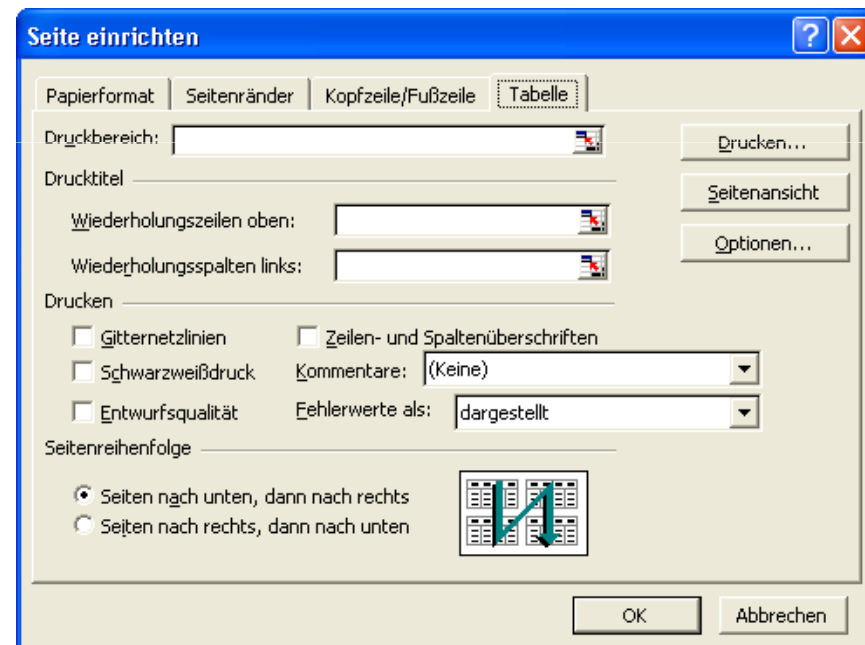 Seite einrichten
Papierformat Seitenränder Kopfzeile/Fußzeile Tabelle
Druckbereich: Drucken...
Drucktitel
Seitenansicht
Wiederholungszeilen oben:
Optionen...
Wiederholungsspalten links:
Drucken
Gitternetzlinien Zeilen- und Spaltenüberschriften
Schwarzweißdruck Kommentare: (Keine)
Entwurfsqualität Fehlerwerte als: dargestellt
Seitenreihenfolge
Seiten nach unten, dann nach rechts
Seiten nach rechts, dann nach unten
OK Abbrechen